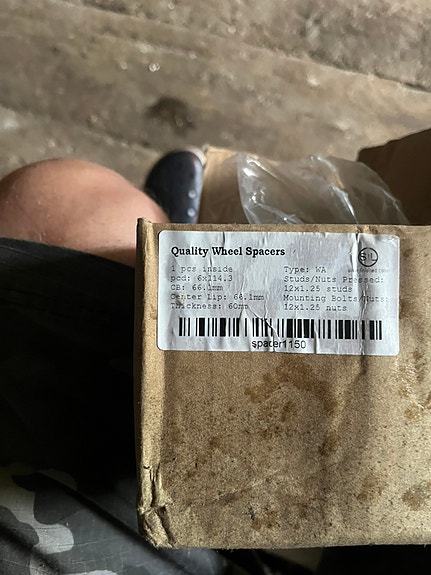 Quality Wheel Spacers
1 pcs inside
pcd: 6x114.3
CB: 66.1mm
Center Lip: 66.1mm
Thickness: 60mm
Type: WA
Studs/Nuts Pressed:
12x1.25 studs
Mounting Bolts/Nuts:
12x1.25 nuts
spacer1150